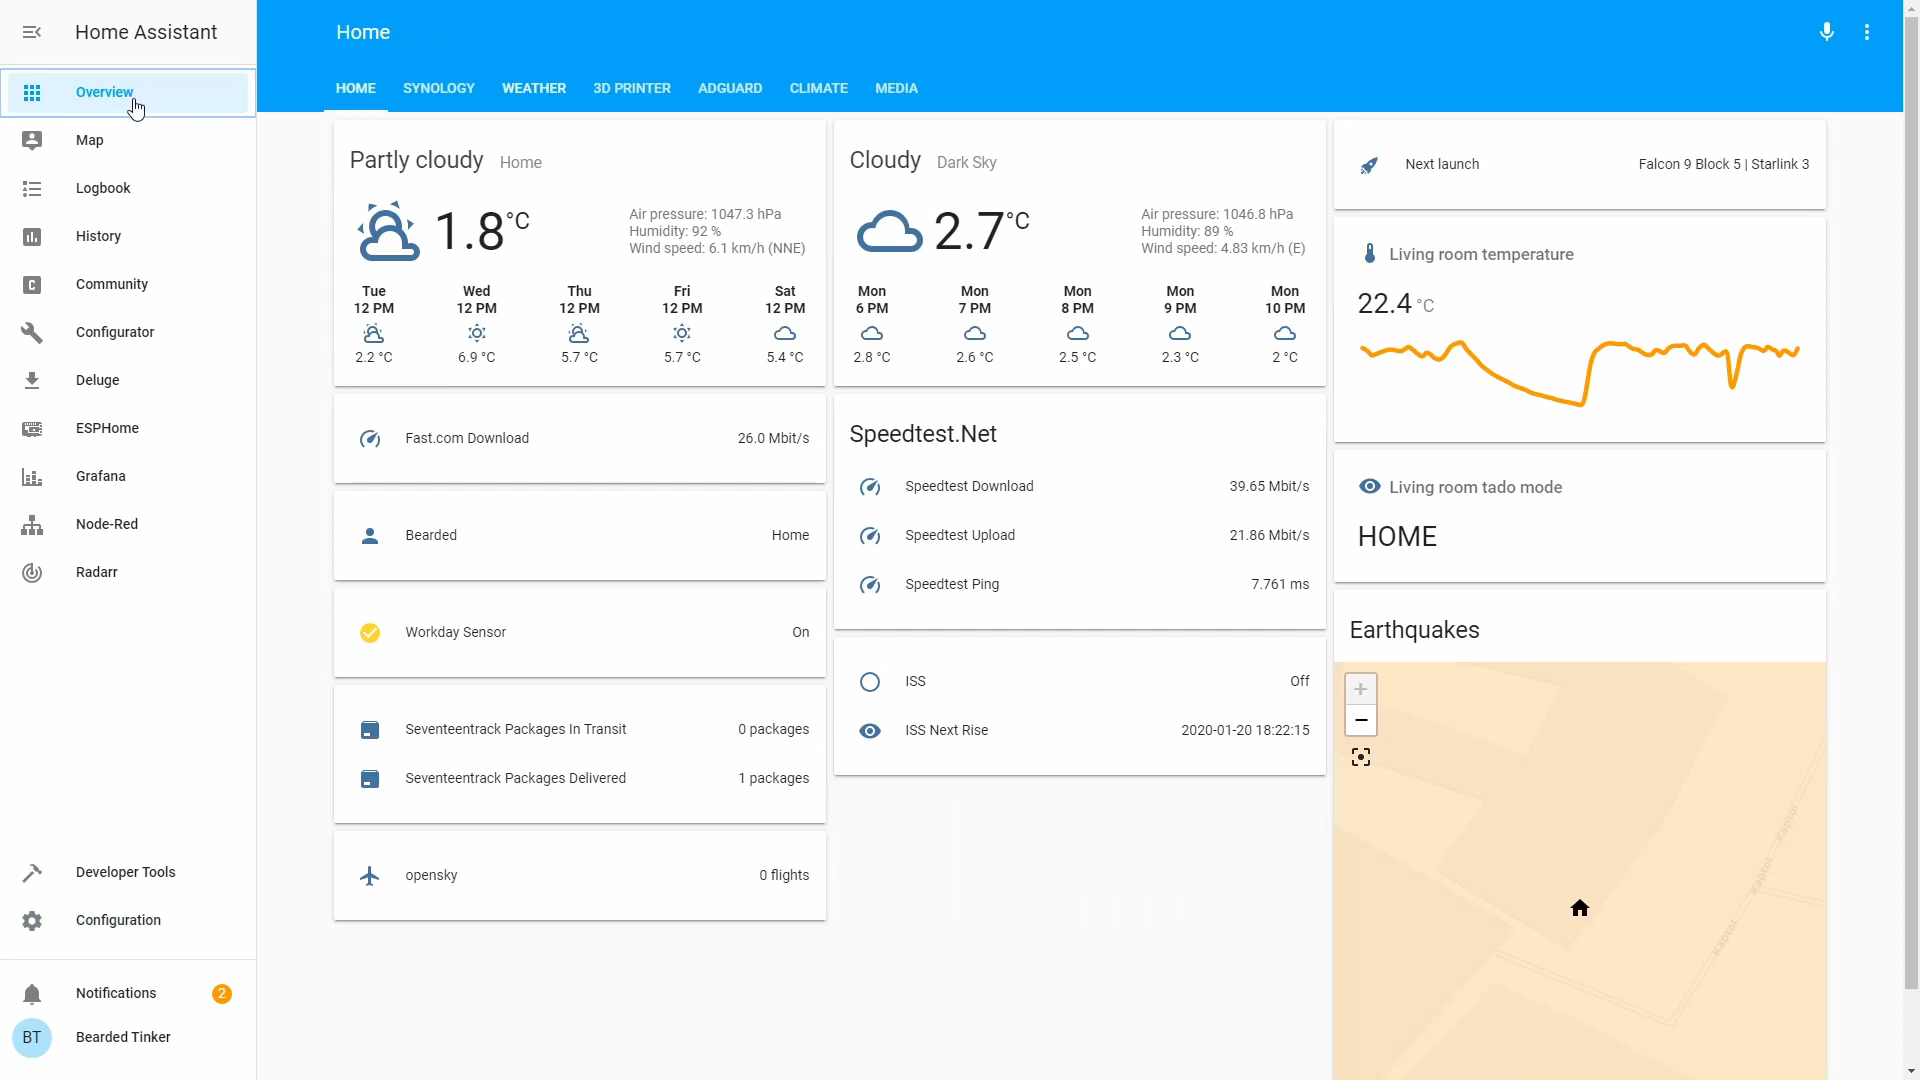 Home Assistant
Overview
Map
Logbook
History
Community
Configurator
Deluge
ESPHome
Grafana
Node-Red
Radarr
Developer Tools
Configuration
Notifications 2
BT Bearded Tinker
Home
HOME SYNOLOGY WEATHER 3D PRINTER ADGUARD CLIMATE MEDIA
Partly cloudy Home
1.8 °C
Air pressure: 1047.3 hPa
Humidity: 92 %
Wind speed: 6.1 km/h (NNE)
Tue Wed Thu Fri Sat
12 PM 12 PM 12 PM 12 PM 12 PM
2.2 °C 6.9 °C 5.7 °C 5.7 °C 5.4 °C
Fast.com Download 26.0 Mbit/s
Bearded Home
Workday Sensor On
Seventeentrack Packages In Transit 0 packages
Seventeentrack Packages Delivered 1 packages
opensky 0 flights
Cloudy Dark Sky
2.7 °C
Air pressure: 1046.8 hPa
Humidity: 89 %
Wind speed: 4.83 km/h (E)
Mon Mon Mon Mon Mon
6 PM 7 PM 8 PM 9 PM 10 PM
2.8 °C 2.6 °C 2.5 °C 2.3 °C 2 °C
Speedtest.Net
Speedtest Download 39.65 Mbit/s
Speedtest Upload 21.86 Mbit/s
Speedtest Ping 7.761 ms
ISS Off
ISS Next Rise 2020-01-20 18:22:15
Next launch Falcon 9 Block 5 | Starlink 3
Living room temperature
22.4 °C
Living room tado mode
HOME
Earthquakes
+
−
Kaptol
Kaptol
Kaptol